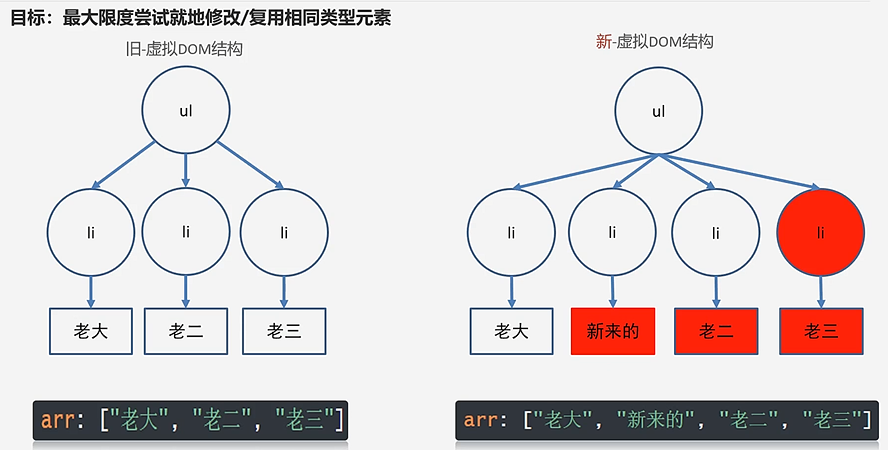 目标：最大限度尝试就地修改/复用相同类型元素
旧-虚拟DOM结构
ul
li li li
老大 老二 老三
arr: ["老大", "老二", "老三"]
新-虚拟DOM结构
ul
li li li li
老大 新来的 老二 老三
arr: ["老大", "新来的", "老二", "老三"]